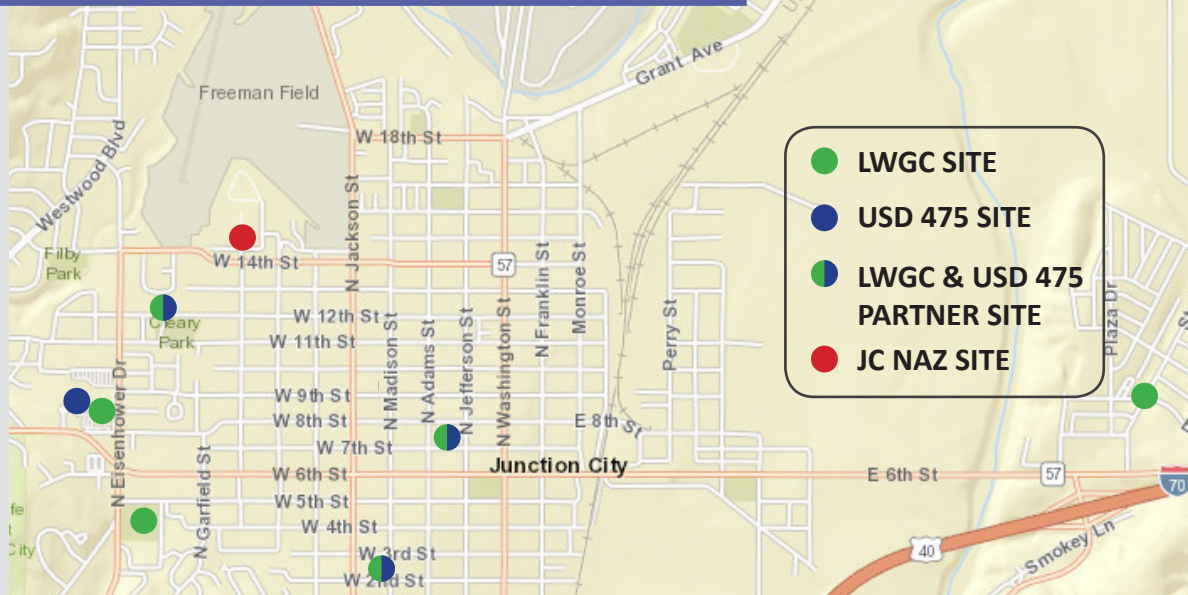 Grant Ave
Freeman Field
W 18th St
Westwood Blvd
LWGC SITE
USD 475 SITE
LWGC & USD 475
PARTNER SITE
JC NAZ SITE
N Jackson St
Filby
Park
W 14th St
57
N Franklin St
Monroe St
Plaza Dr
Cleary
Park
W 12th St
W 11th St
N Madison St
N Adams St
N Jefferson St
N Washington St
Perry St
N Eisenhower Dr
W 9th St
W 8th St
E 8th St
W 7th St
Junction City
W 6th St
E 6th St
57
70
N Garfield St
W 5th St
W 4th St
W 3rd St
W 2nd St
40
Smokey Ln
fe
t
City